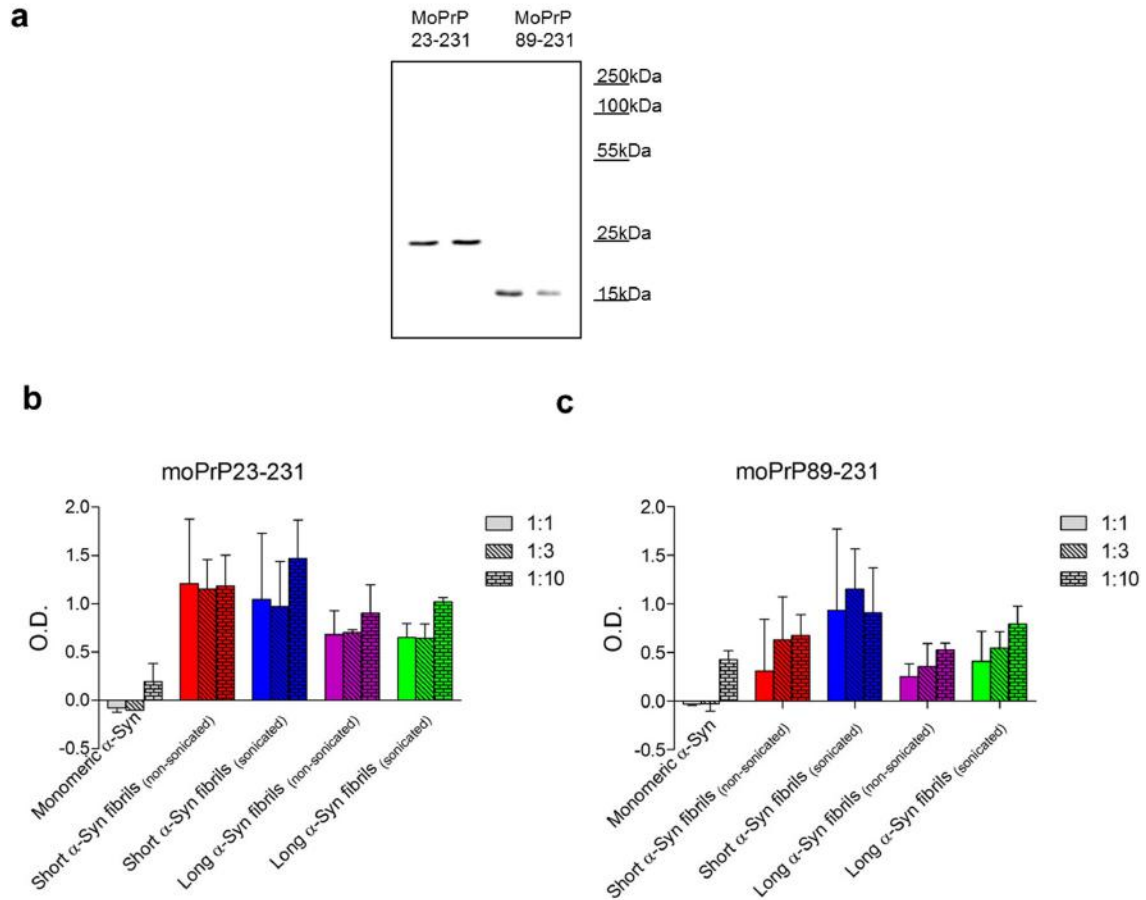 a
MoPrP
23-231
MoPrP
89-231
250kDa
100kDa
55kDa
25kDa
15kDa
b
moPrP23-231
O.D.
2.0
1.5
1.0
0.5
0.0
-0.5
1:1
1:3
1:10
Monomeric α-Syn
Short α-Syn fibrils (non-sonicated)
Short α-Syn fibrils (sonicated)
Long α-Syn fibrils (non-sonicated)
Long α-Syn fibrils (sonicated)
c
moPrP89-231
O.D.
2.0
1.5
1.0
0.5
0.0
-0.5
1:1
1:3
1:10
Monomeric α-Syn
Short α-Syn fibrils (non-sonicated)
Short α-Syn fibrils (sonicated)
Long α-Syn fibrils (non-sonicated)
Long α-Syn fibrils (sonicated)